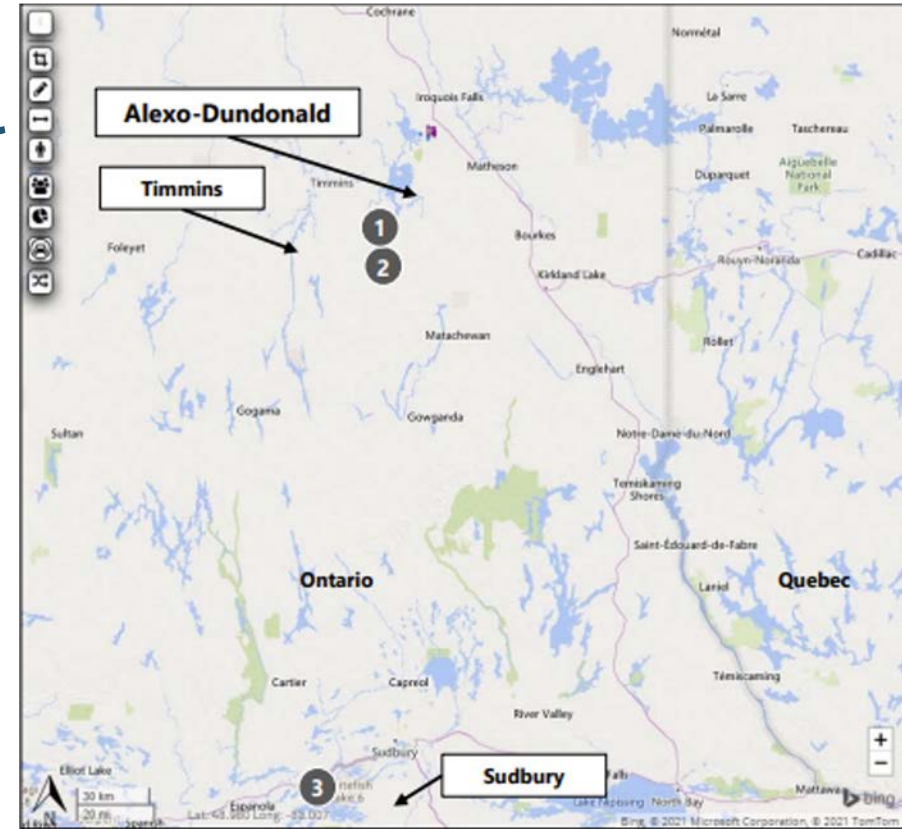 Cochrane
Normétal
Alexo-Dundonald
Iroquois Falls
La Sarre
Palmarolle
Taschereau
Timmins
Timmins
Matheson
Duparquet
Aiguebelle
National
Park
1
Foleyet
2
Bourkes
Rouyn-Noranda
Cadillac
Kirkland Lake
Matachewan
Rollet
Englehart
Gogama
Gowganda
Sultan
Notre-Dame-du-Nord
Temiskaming
Shores
Saint-Édouard-de-Fabre
Ontario
Laniel
Quebec
Cartier
Capreol
Témiscaming
River Valley
Sudbury
+
−
Elliot Lake
3
Sudbury
Falls
N
30 km
20 mi
Espanola
Lake Nipissing
North Bay
Mattawa
bing
Bing, © 2021 Microsoft Corporation, © 2021 TomTom